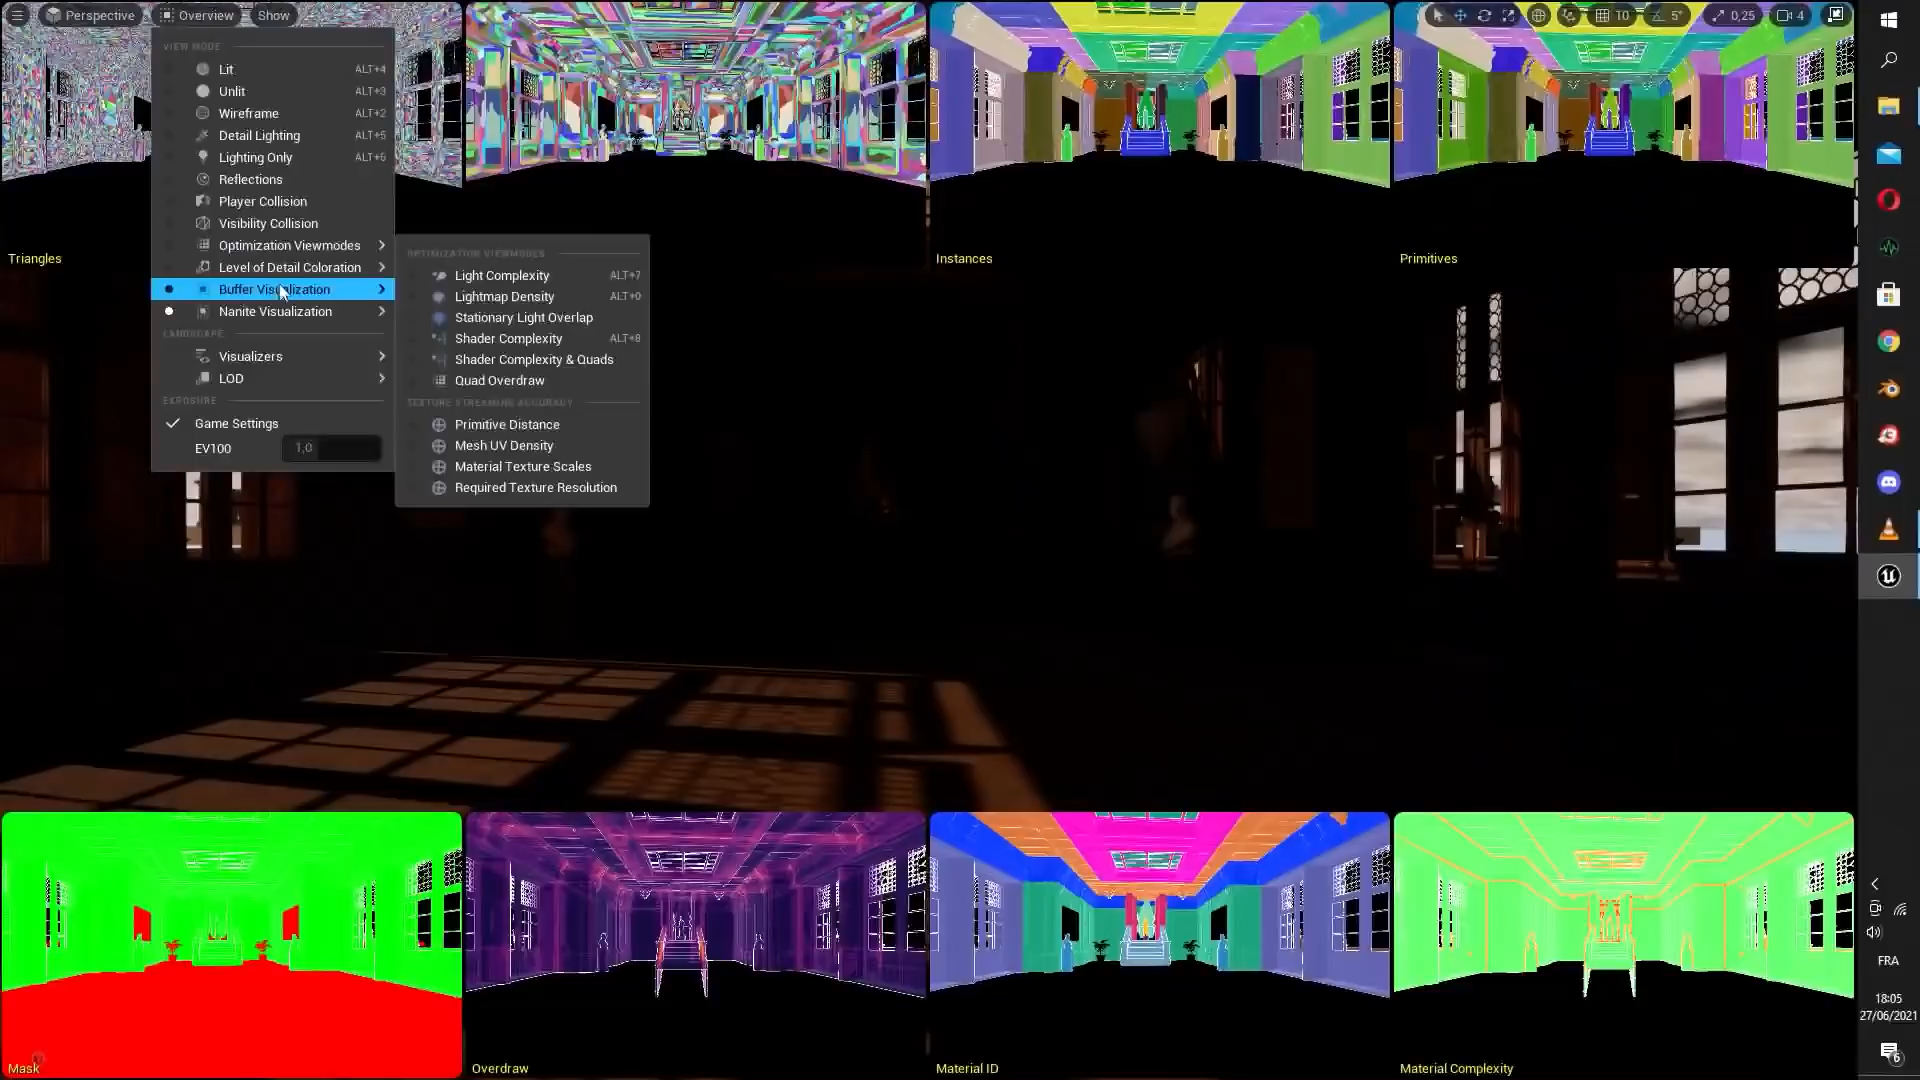 Perspective
Overview
Show
10
5°
0,25
4
VIEW MODE
Lit ALT+4
Unlit ALT+3
Wireframe ALT+2
Detail Lighting ALT+5
Lighting Only ALT+6
Reflections
Player Collision
Visibility Collision
Optimization Viewmodes
Level of Detail Coloration
Buffer Visualization
Nanite Visualization
LANDSCAPE
Visualizers
LOD
EXPOSURE
Game Settings
EV100 1,0
OPTIMIZATION VIEWMODES
Light Complexity ALT+7
Lightmap Density ALT+0
Stationary Light Overlap
Shader Complexity ALT+8
Shader Complexity & Quads
Quad Overdraw
TEXTURE STREAMING ACCURACY
Primitive Distance
Mesh UV Density
Material Texture Scales
Required Texture Resolution
Triangles
Instances
Primitives
Mask
Overdraw
Material ID
Material Complexity
FRA
18:05
27/06/2021
6